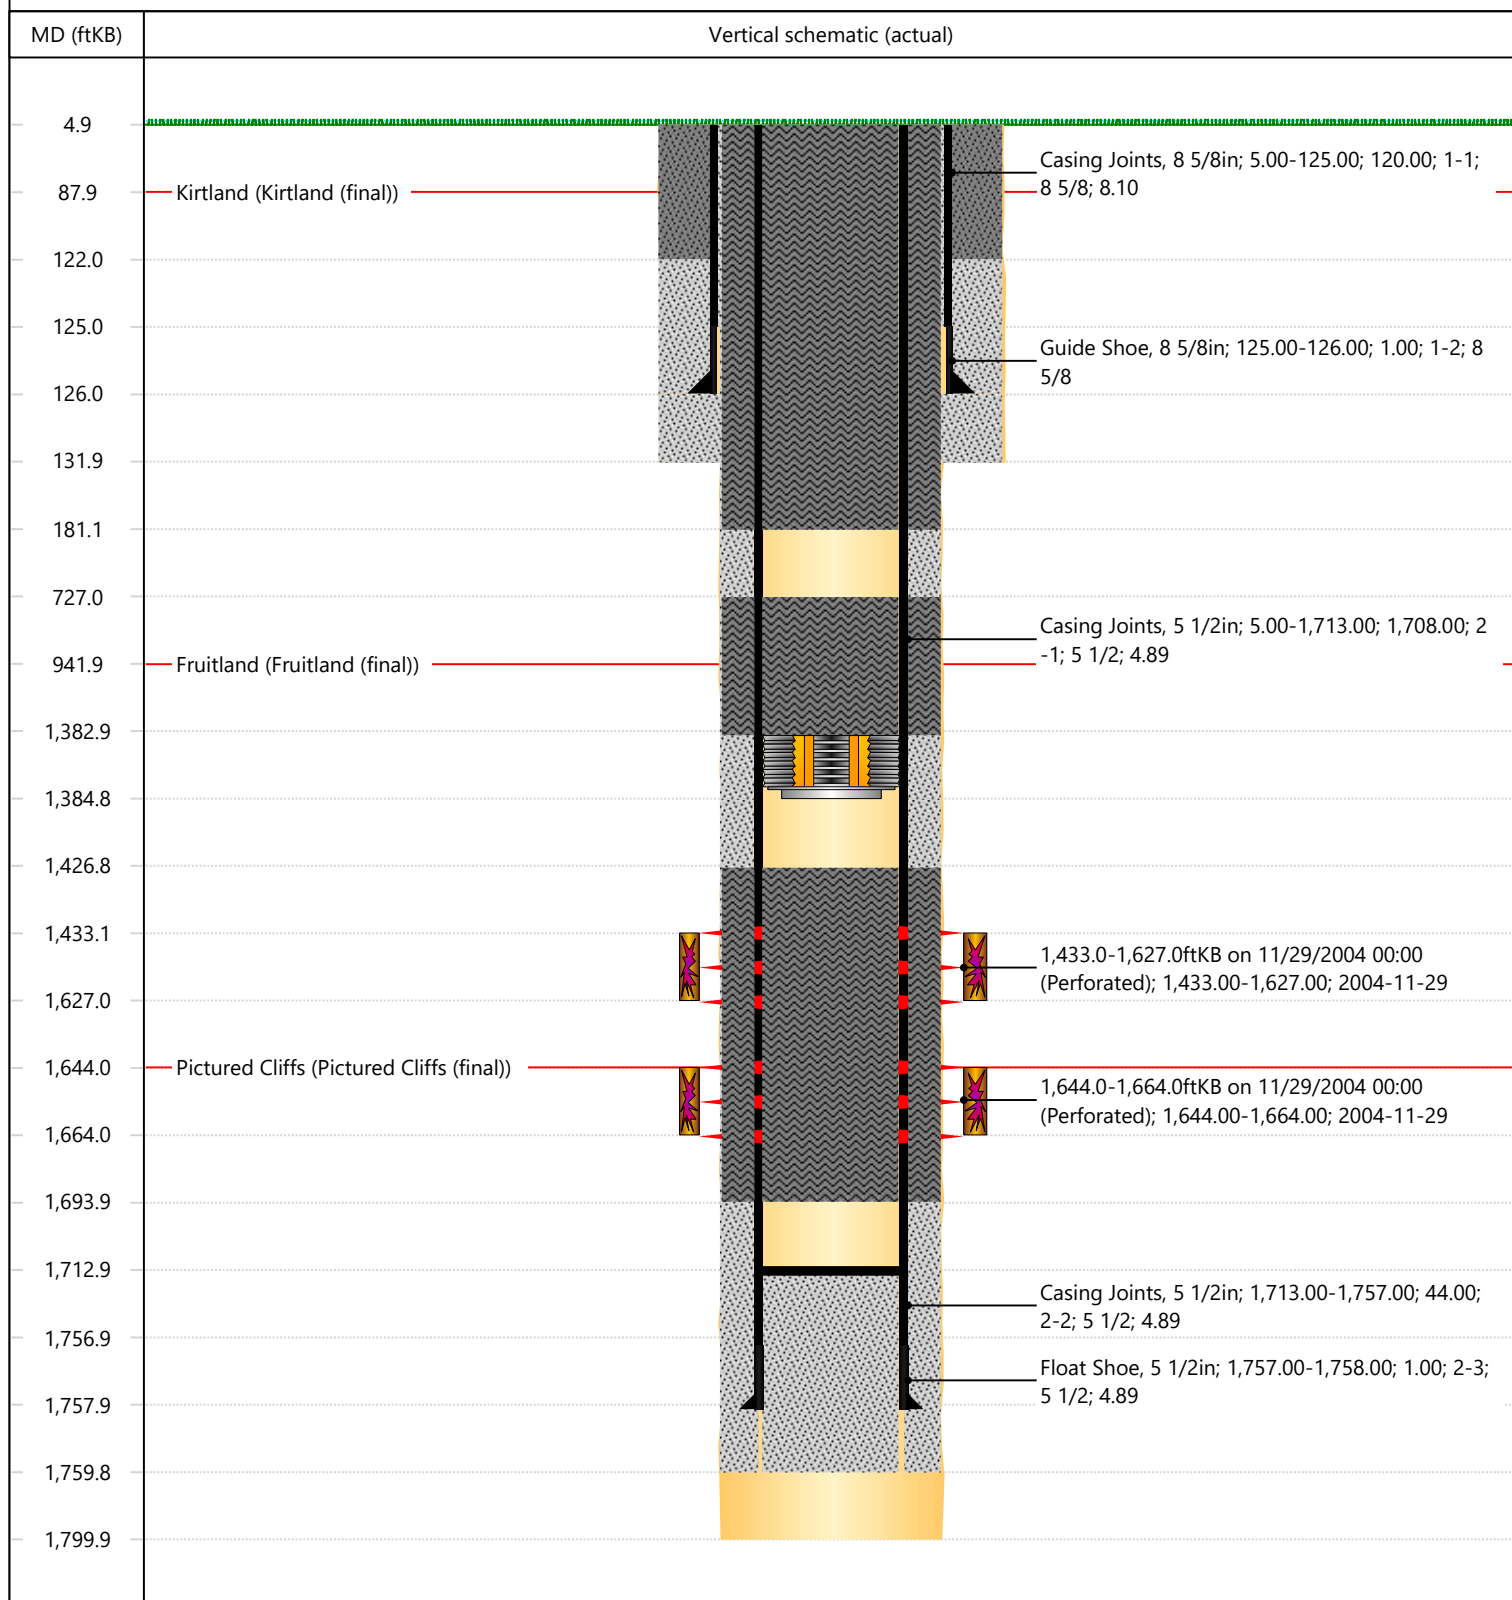 MD (ftKB)
Vertical schematic (actual)
4.9
87.9
122.0
125.0
126.0
131.9
181.1
727.0
941.9
1,382.9
1,384.8
1,426.8
1,433.1
1,627.0
1,644.0
1,664.0
1,693.9
1,712.9
1,756.9
1,757.9
1,759.8
1,799.9
Kirtland (Kirtland (final))
Fruitland (Fruitland (final))
Pictured Cliffs (Pictured Cliffs (final))
Casing Joints, 8 5/8in; 5.00-125.00; 120.00; 1-1;
8 5/8; 8.10
Guide Shoe, 8 5/8in; 125.00-126.00; 1.00; 1-2; 8
5/8
Casing Joints, 5 1/2in; 5.00-1,713.00; 1,708.00; 2
-1; 5 1/2; 4.89
1,433.0-1,627.0ftKB on 11/29/2004 00:00
(Perforated); 1,433.00-1,627.00; 2004-11-29
1,644.0-1,664.0ftKB on 11/29/2004 00:00
(Perforated); 1,644.00-1,664.00; 2004-11-29
Casing Joints, 5 1/2in; 1,713.00-1,757.00; 44.00;
2-2; 5 1/2; 4.89
Float Shoe, 5 1/2in; 1,757.00-1,758.00; 1.00; 2-3;
5 1/2; 4.89